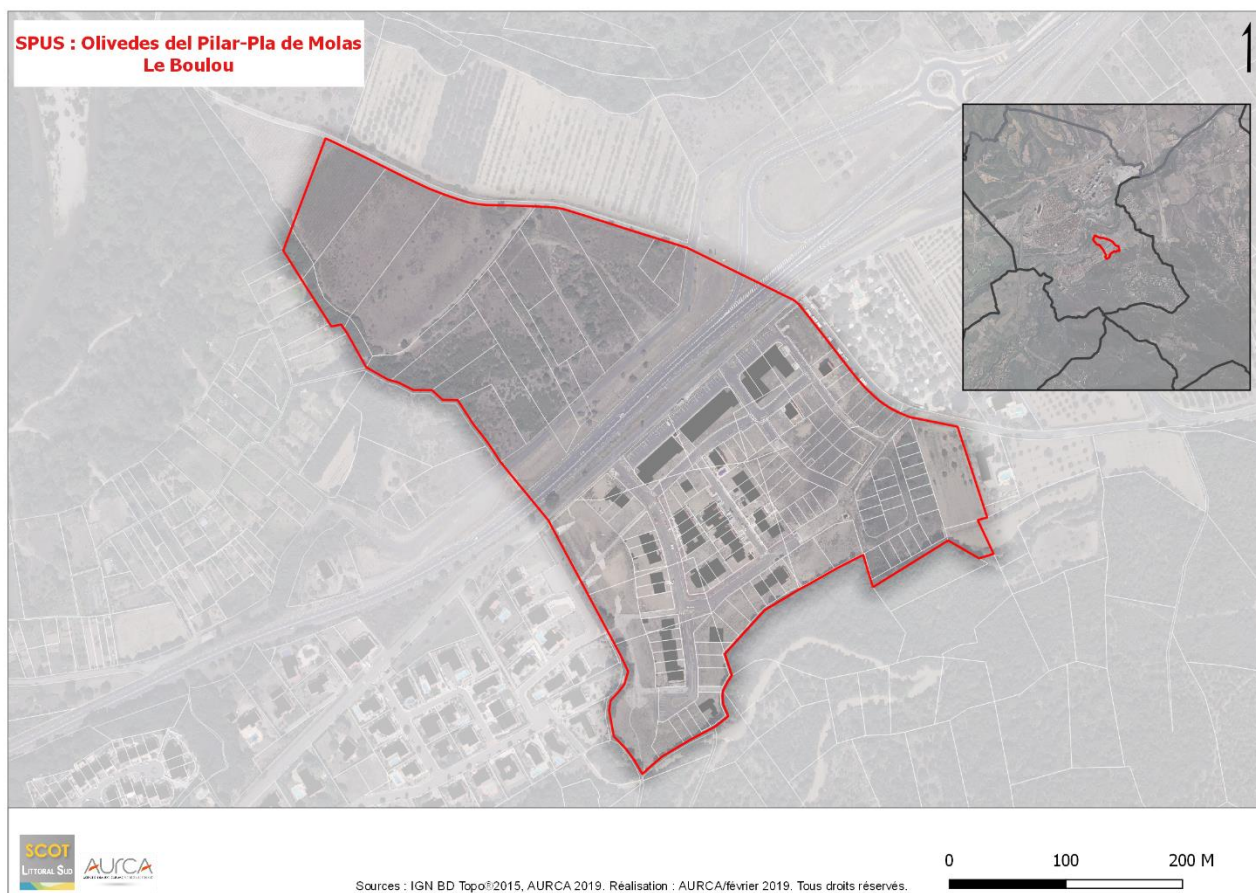 SPUS : Olivedes del Pilar-Pla de Molas
Le Boulou
SCOT
LITTORAL SUD
AURCA
Sources : IGN BD Topo®2015, AURCA 2019. Réalisation : AURCA/février 2019. Tous droits réservés.
0 100 200 M